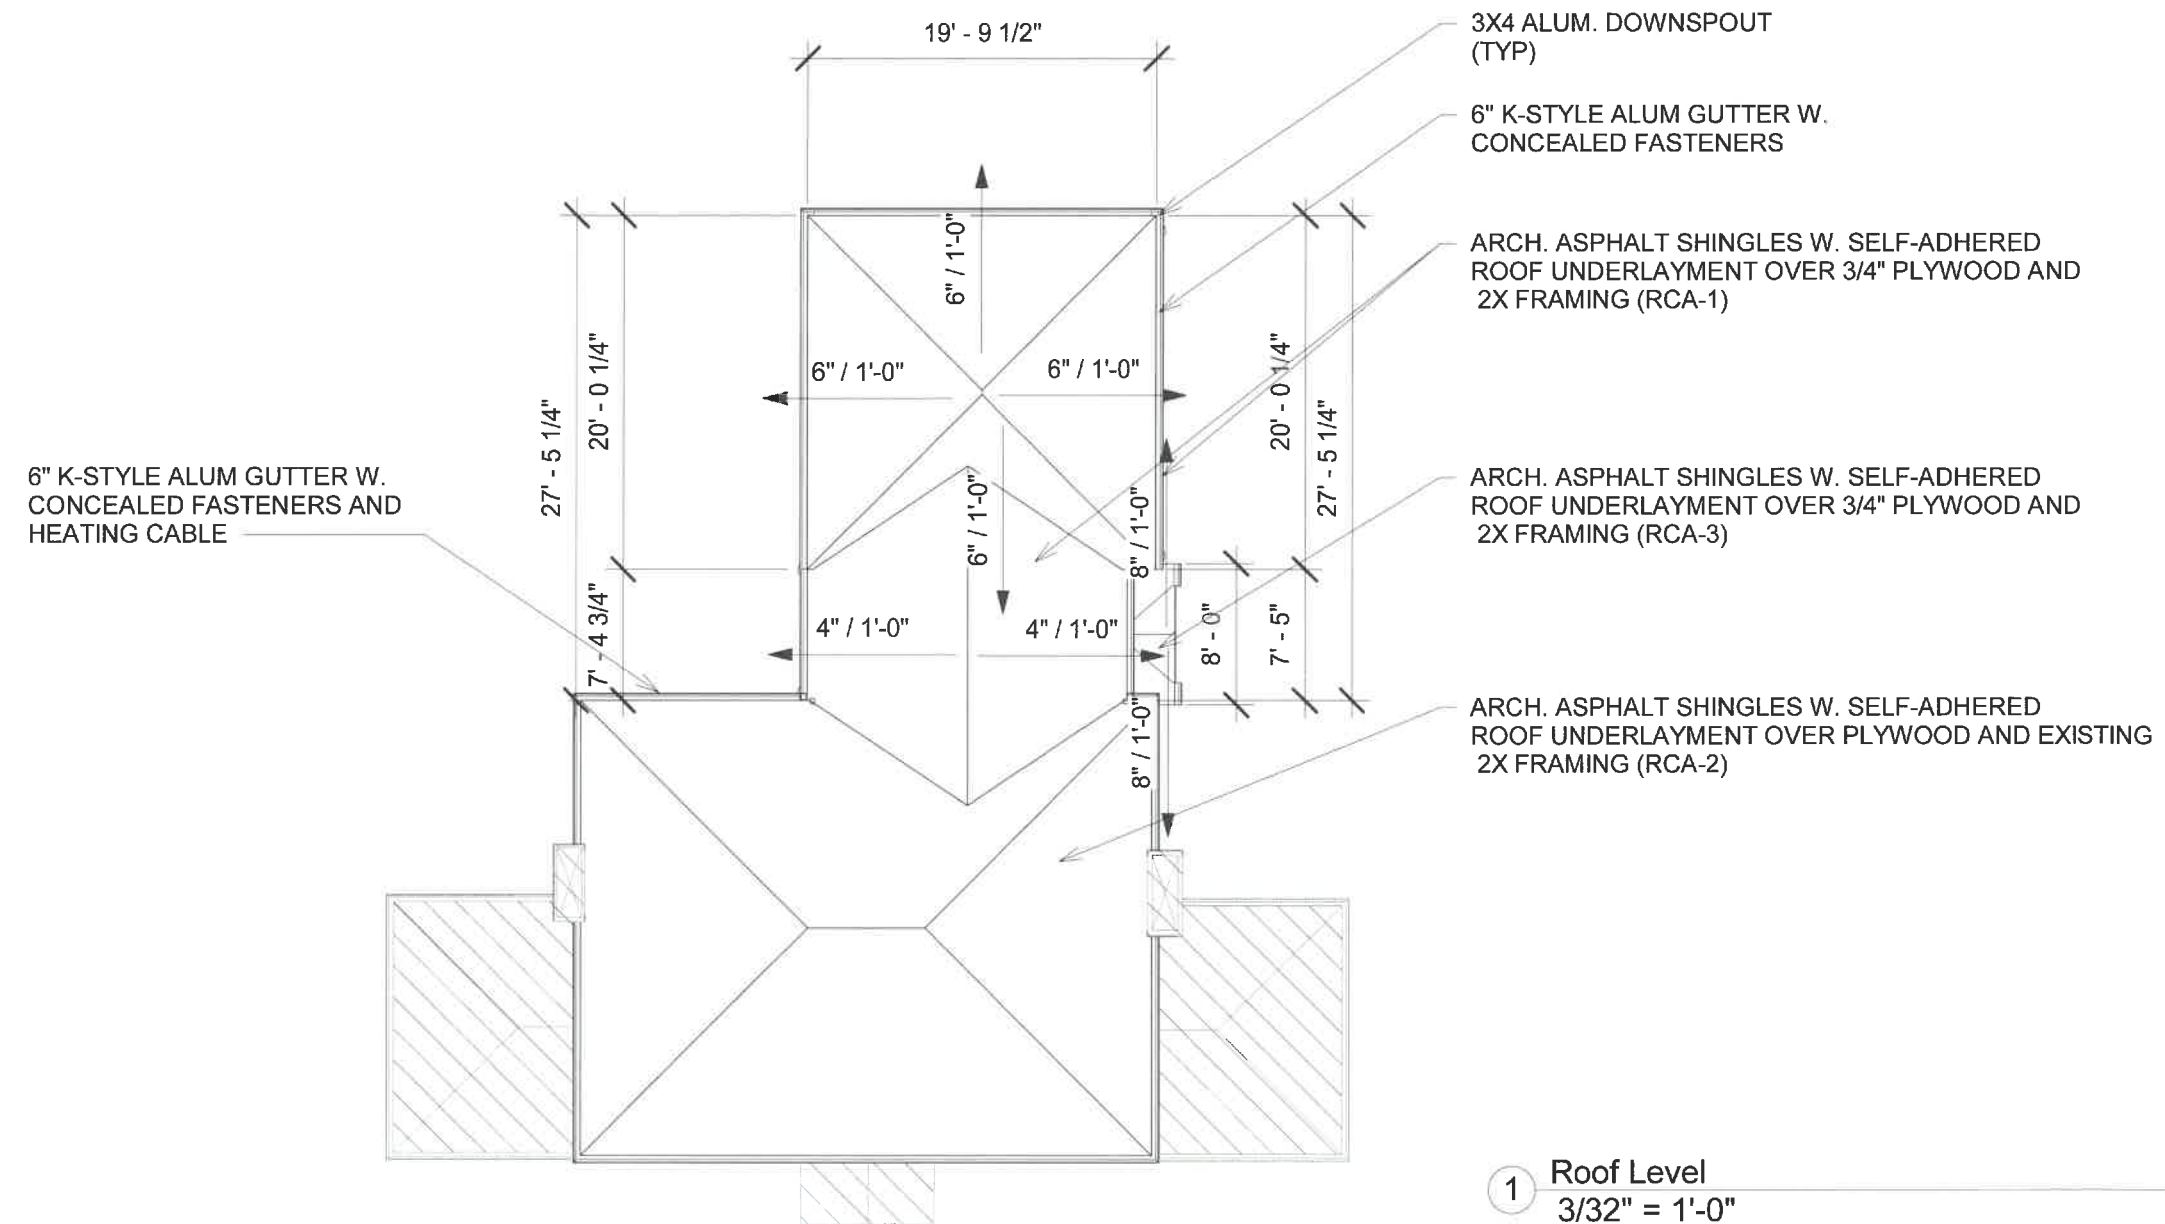 19' - 9 1/2"
3X4 ALUM. DOWNSPOUT
(TYP)
6" K-STYLE ALUM GUTTER W.
CONCEALED FASTENERS
ARCH. ASPHALT SHINGLES W. SELF-ADHERED
ROOF UNDERLAYMENT OVER 3/4" PLYWOOD AND
2X FRAMING (RCA-1)
6" / 1'-0"
6" / 1'-0"
6" / 1'-0"
27' - 5 1/4"
20' - 0 1/4"
20' - 0 1/4"
27' - 5 1/4"
6" K-STYLE ALUM GUTTER W.
CONCEALED FASTENERS AND
HEATING CABLE
6" / 1'-0"
8" / 1'-0"
ARCH. ASPHALT SHINGLES W. SELF-ADHERED
ROOF UNDERLAYMENT OVER 3/4" PLYWOOD AND
2X FRAMING (RCA-3)
7' - 4 3/4"
4" / 1'-0"
4" / 1'-0"
8' - 0"
7' - 5"
8" / 1'-0"
ARCH. ASPHALT SHINGLES W. SELF-ADHERED
ROOF UNDERLAYMENT OVER PLYWOOD AND EXISTING
2X FRAMING (RCA-2)
1
Roof Level
3/32" = 1'-0"